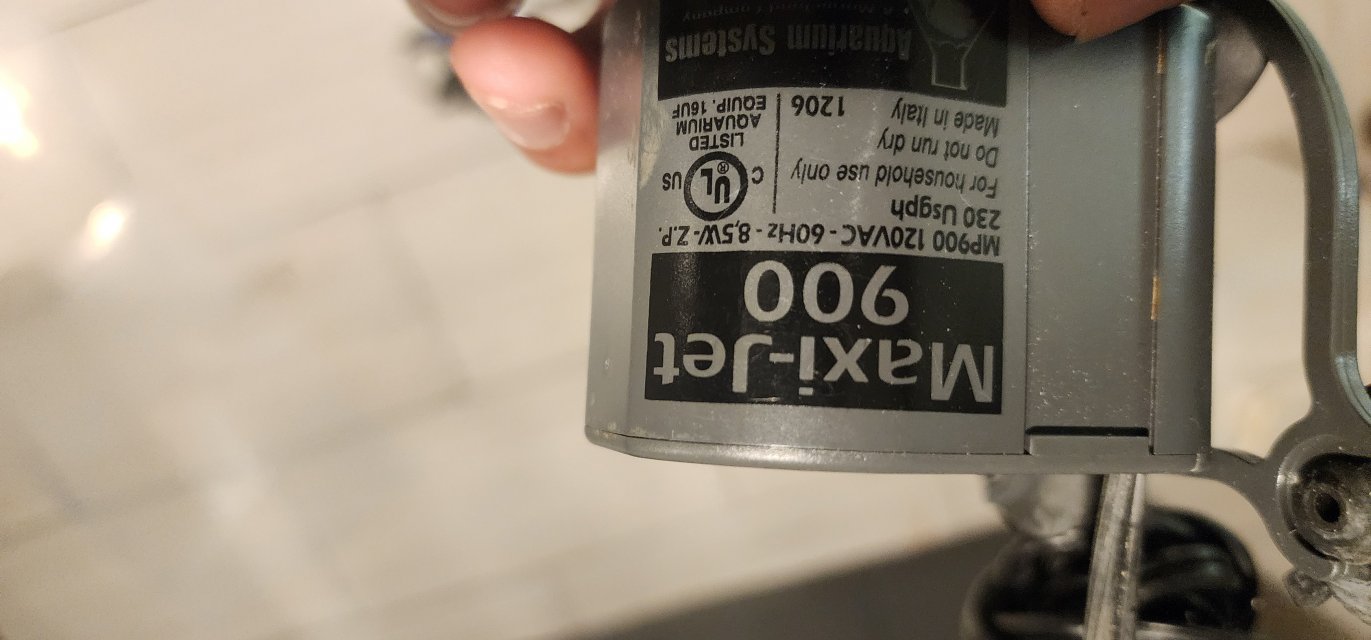 Maxi-Jet
900
MP900 120VAC - 60Hz - 8,5W - Z.P.
230 Usgph
For household use only
Do not run dry
Made in Italy 1206
C UL® US
LISTED
AQUARIUM
EQUIP. 16UF
Aquarium Systems
Company